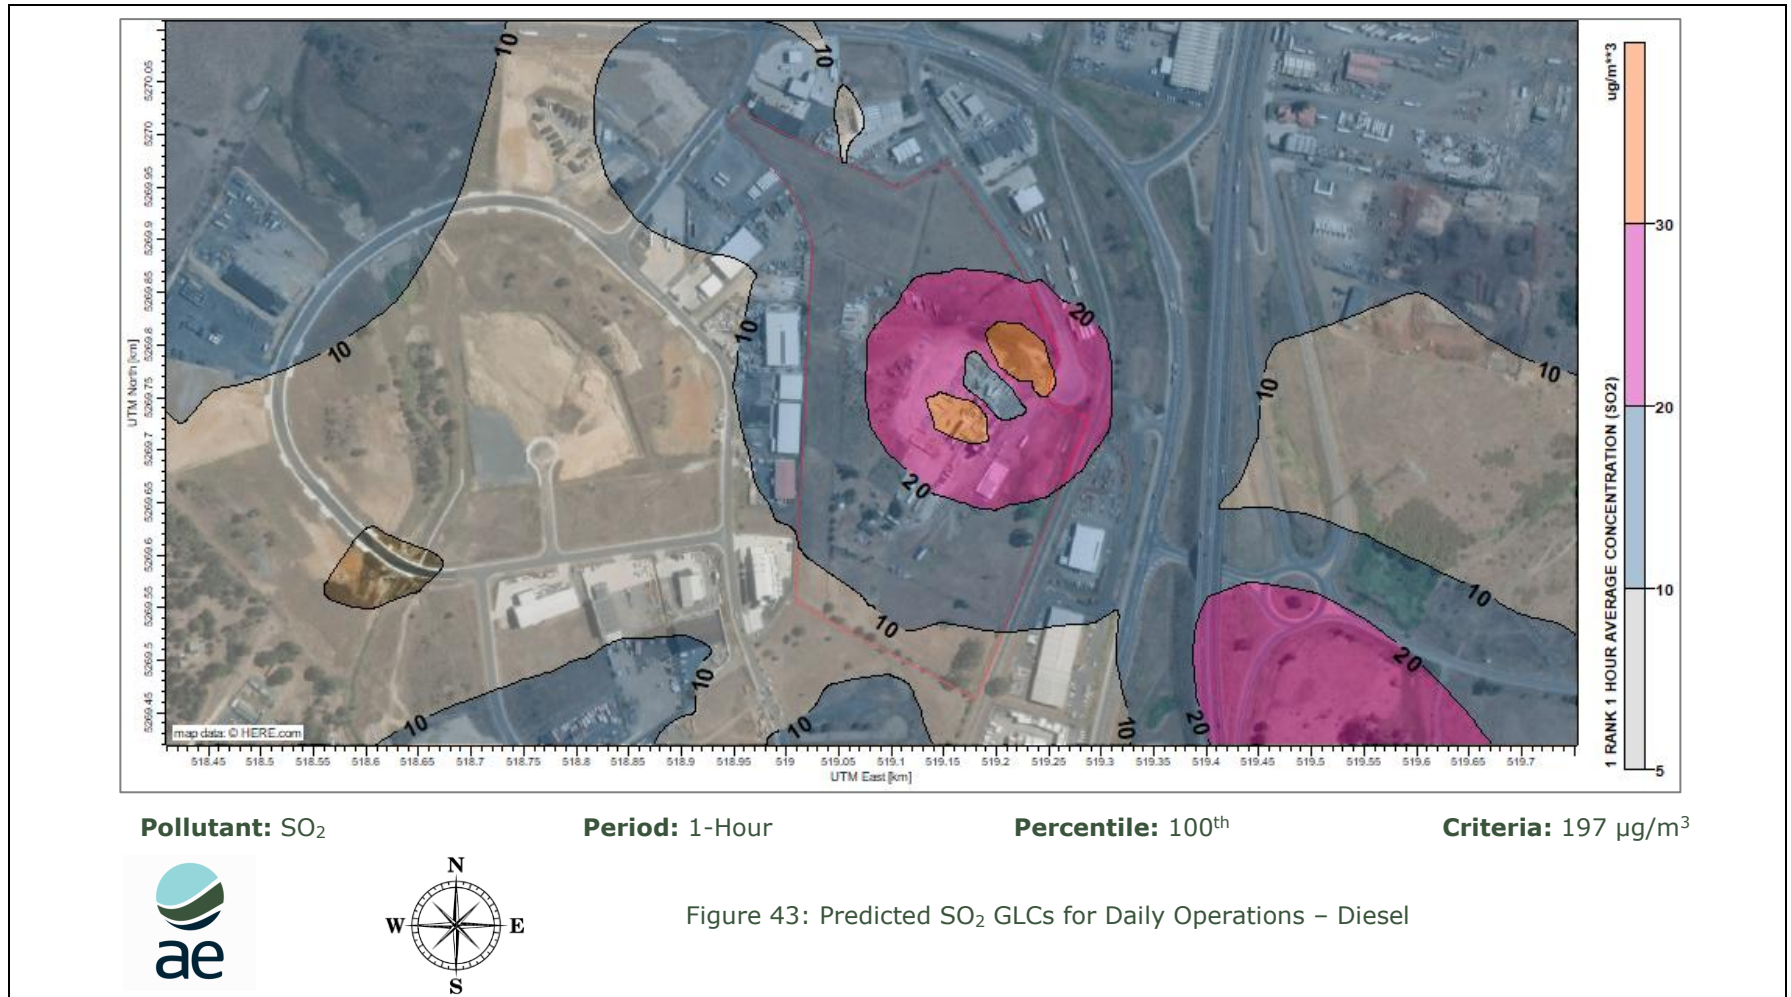 10
10
10
10
10
10
10
10
10
10
10
10
20
20
20
20
5270.05
5270
5269.95
5269.9
5269.85
5269.8
5269.75
5269.7
5269.65
5269.6
5269.55
5269.5
5269.45
UTM North [km]
map data: © HERE.com
518.45 518.5 518.55 518.6 518.65 518.7 518.75 518.8 518.85 518.9 518.95 519 519.05 519.1 519.15 519.2 519.25 519.3 519.35 519.4 519.45 519.5 519.55 519.6 519.65 519.7
UTM East [km]
ug/m**3
1 RANK 1 HOUR AVERAGE CONCENTRATION (SO2)
30
20
10
5
Pollutant: SO₂ Period: 1-Hour Percentile: 100ᵗʰ Criteria: 197 µg/m³
ae
N
W E
S
Figure 43: Predicted SO₂ GLCs for Daily Operations – Diesel